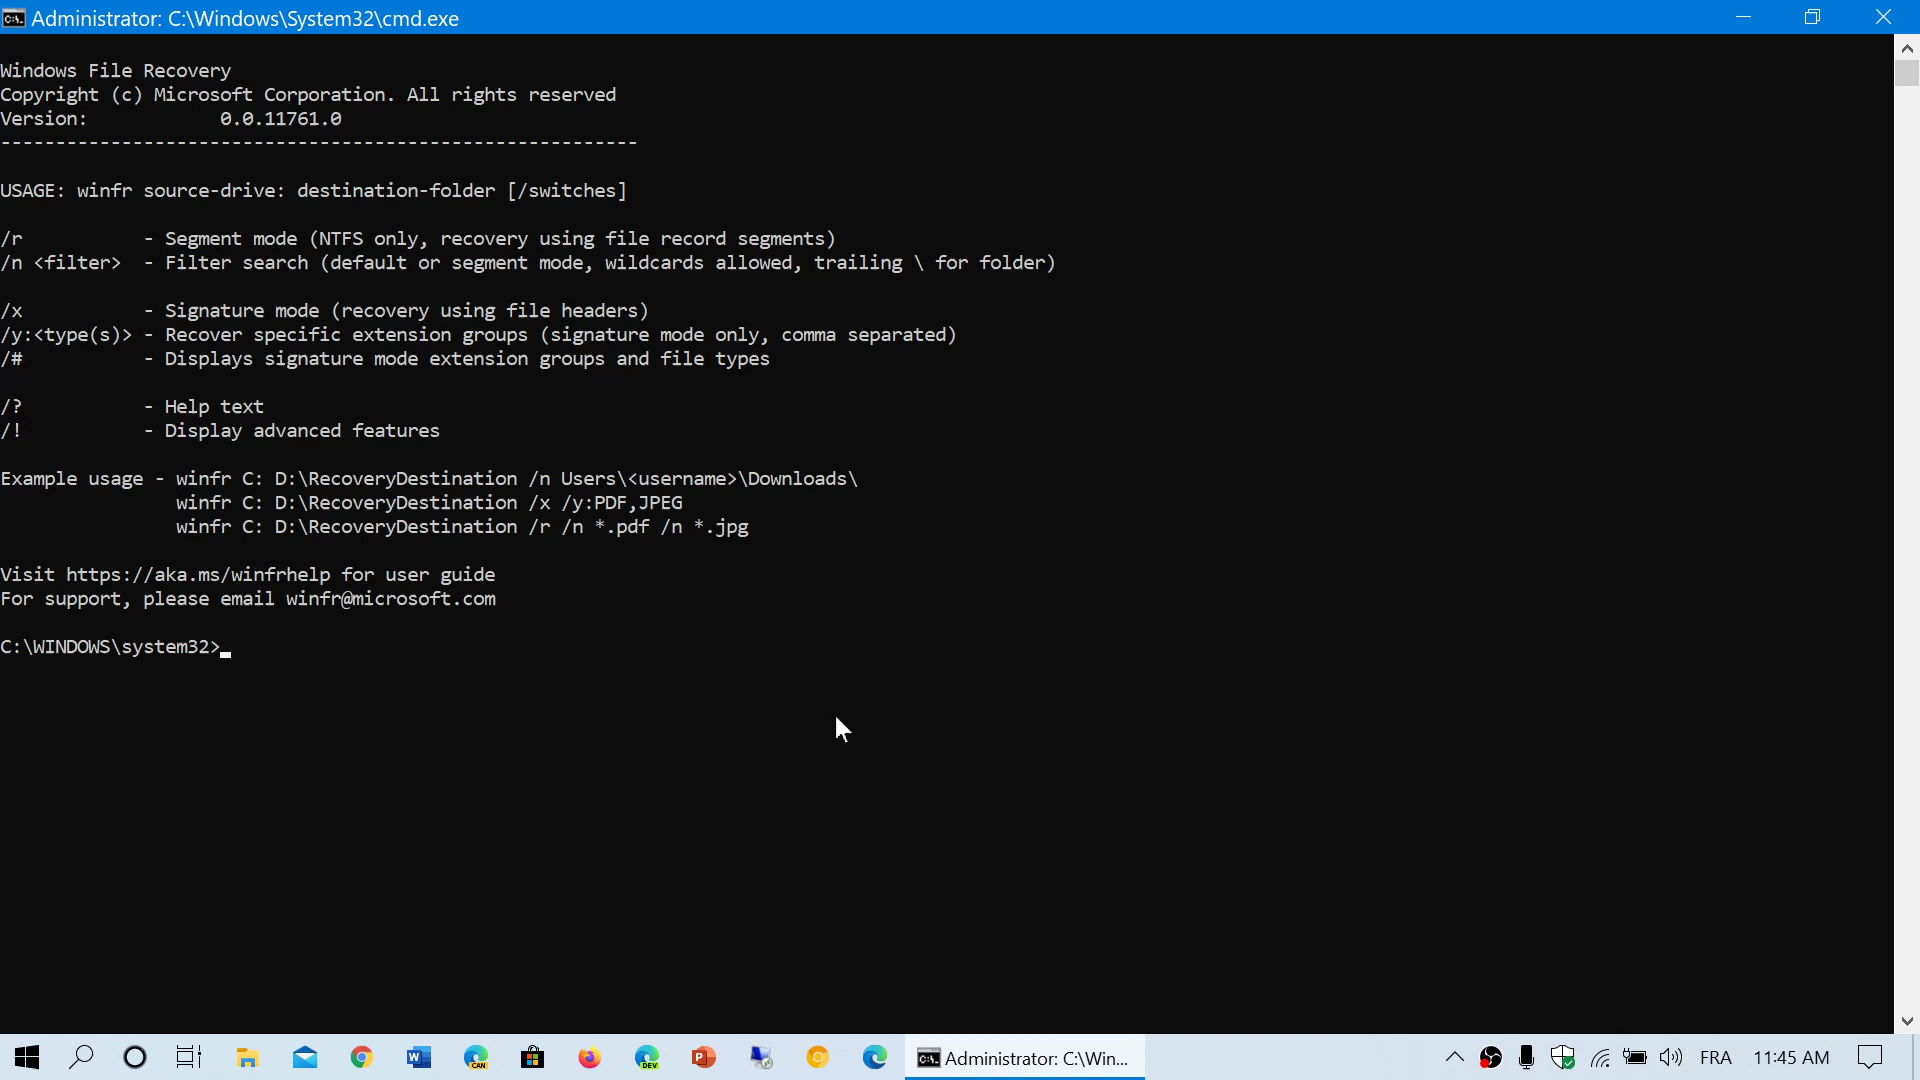 Administrator: C:\Windows\System32\cmd.exe
Windows File Recovery
Copyright (c) Microsoft Corporation. All rights reserved
Version:            0.0.11761.0
----------------------------------------------------------
USAGE: winfr source-drive: destination-folder [/switches]
/r           - Segment mode (NTFS only, recovery using file record segments)
/n <filter>  - Filter search (default or segment mode, wildcards allowed, trailing \ for folder)
/x           - Signature mode (recovery using file headers)
/y:<type(s)> - Recover specific extension groups (signature mode only, comma separated)
/#           - Displays signature mode extension groups and file types
/?           - Help text
/!           - Display advanced features
Example usage - winfr C: D:\RecoveryDestination /n Users\<username>\Downloads\
                winfr C: D:\RecoveryDestination /x /y:PDF,JPEG
                winfr C: D:\RecoveryDestination /r /n *.pdf /n *.jpg
Visit https://aka.ms/winfrhelp for user guide
For support, please email winfr@microsoft.com
C:\WINDOWS\system32>
CAN
DEV
Administrator: C:\Win...
FRA
11:45 AM